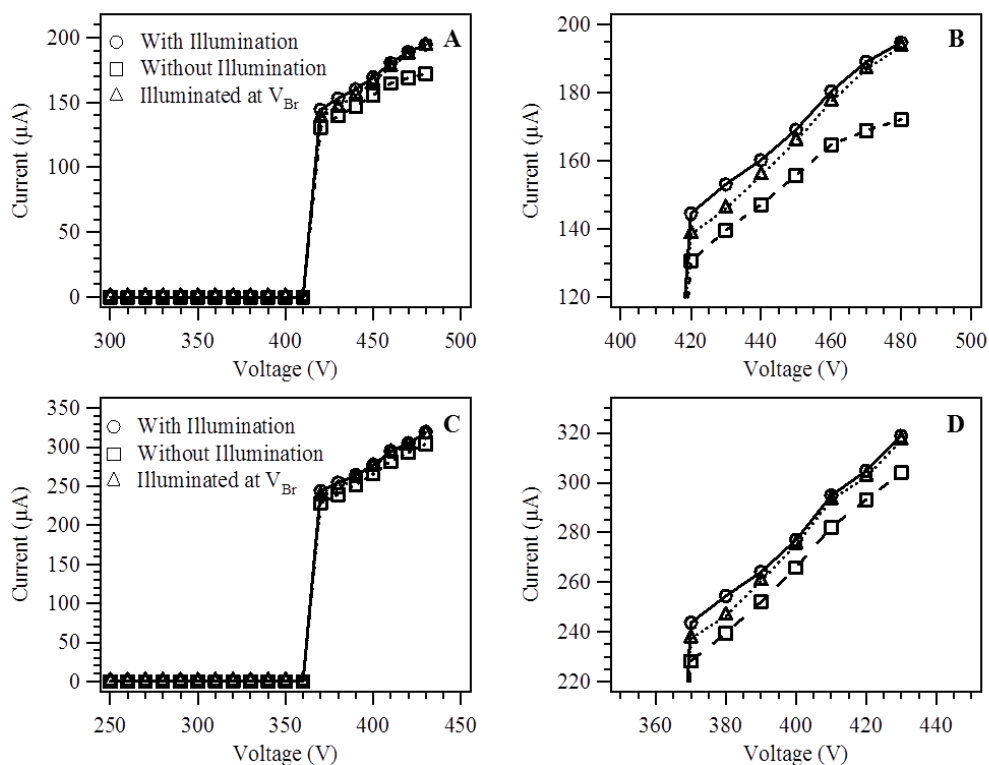 A
With Illumination
Without Illumination
Illuminated at V_Br
Current (µA)
200
150
100
50
0
300 350 400 450 500
Voltage (V)
B
Current (µA)
200
180
160
140
120
400 420 440 460 480 500
Voltage (V)
C
With Illumination
Without Illumination
Illuminated at V_Br
Current (µA)
350
300
250
200
150
100
50
0
250 300 350 400 450
Voltage (V)
D
Current (µA)
320
300
280
260
240
220
360 380 400 420 440
Voltage (V)